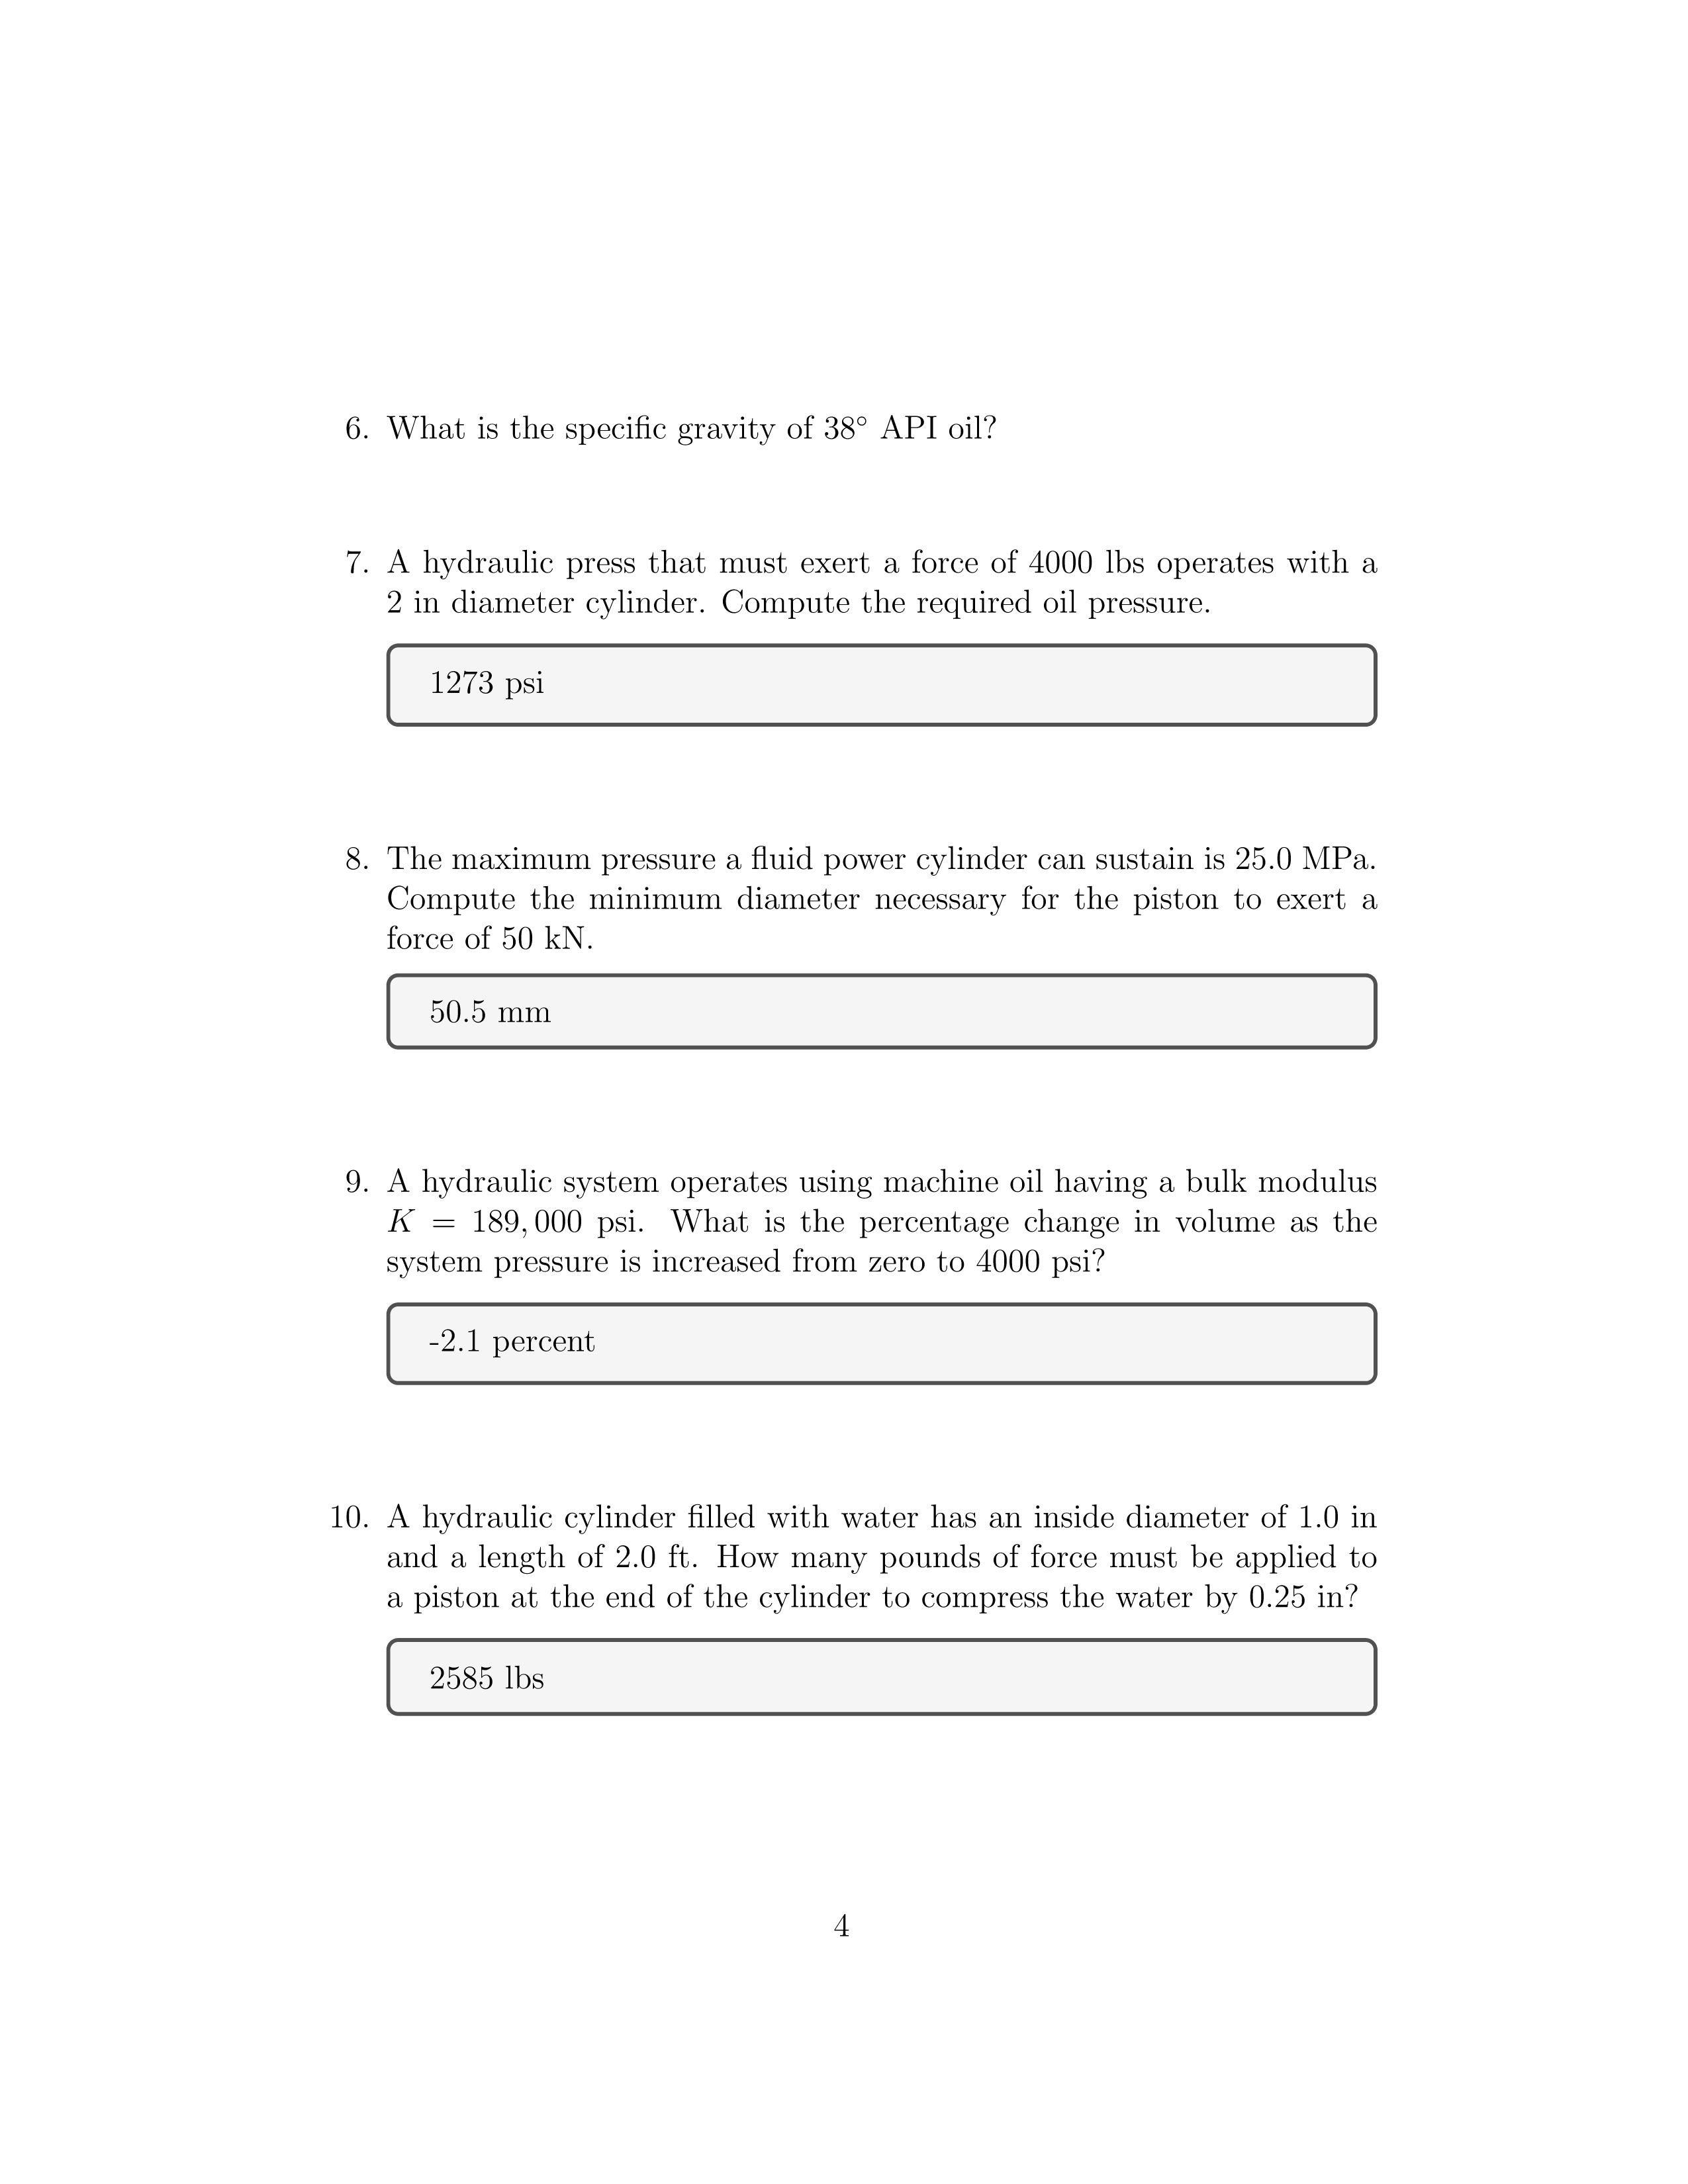 6. What is the specific gravity of 38° API oil?
7. A hydraulic press that must exert a force of 4000 lbs operates with a
2 in diameter cylinder. Compute the required oil pressure.
1273 psi
8. The maximum pressure a fluid power cylinder can sustain is 25.0 MPa.
Compute the minimum diameter necessary for the piston to exert a
force of 50 kN.
50.5 mm
9. A hydraulic system operates using machine oil having a bulk modulus
K = 189,000 psi. What is the percentage change in volume as the
system pressure is increased from zero to 4000 psi?
-2.1 percent
10. A hydraulic cylinder filled with water has an inside diameter of 1.0 in
and a length of 2.0 ft. How many pounds of force must be applied to
a piston at the end of the cylinder to compress the water by 0.25 in?
2585 lbs
4